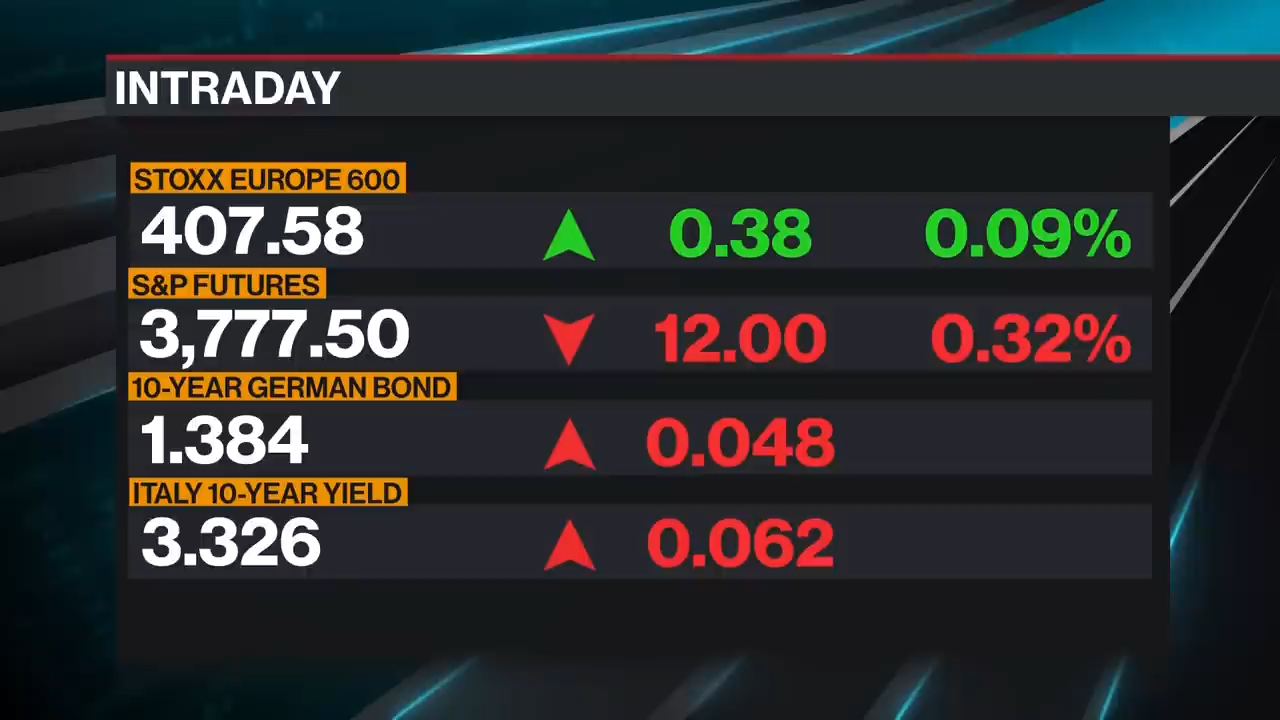 INTRADAY
STOXX EUROPE 600
407.58 ▲ 0.38 0.09%
S&P FUTURES
3,777.50 ▼ 12.00 0.32%
10-YEAR GERMAN BOND
1.384 ▲ 0.048
ITALY 10-YEAR YIELD
3.326 ▲ 0.062